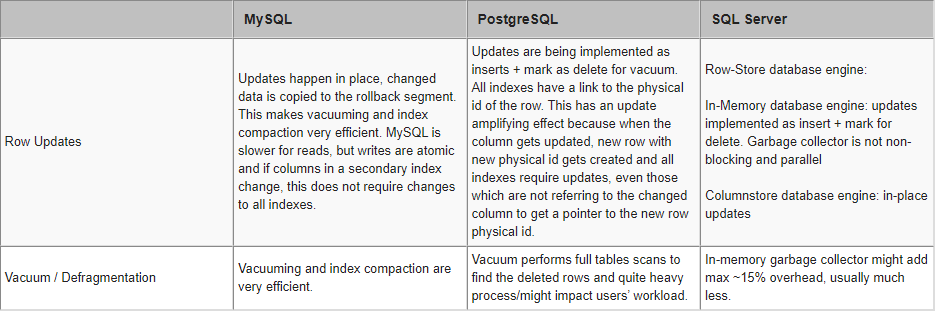 MySQL
PostgreSQL
SQL Server
Row Updates
Updates happen in place, changed
data is copied to the rollback segment.
This makes vacuuming and index
compaction very efficient. MySQL is
slower for reads, but writes are atomic
and if columns in a secondary index
change, this does not require changes
to all indexes.
Updates are being implemented as
inserts + mark as delete for vacuum.
All indexes have a link to the physical
id of the row. This has an update
amplifying effect because when the
column gets updated, new row with
new physical id gets created and all
indexes require updates, even those
which are not referring to the changed
column to get a pointer to the new row
physical id.
Row-Store database engine:
In-Memory database engine: updates
implemented as insert + mark for
delete. Garbage collector is not non-
blocking and parallel
Columnstore database engine: in-place
updates
Vacuum / Defragmentation
Vacuuming and index compaction are
very efficient.
Vacuum performs full tables scans to
find the deleted rows and quite heavy
process/might impact users’ workload.
In-memory garbage collector might add
max ~15% overhead, usually much
less.